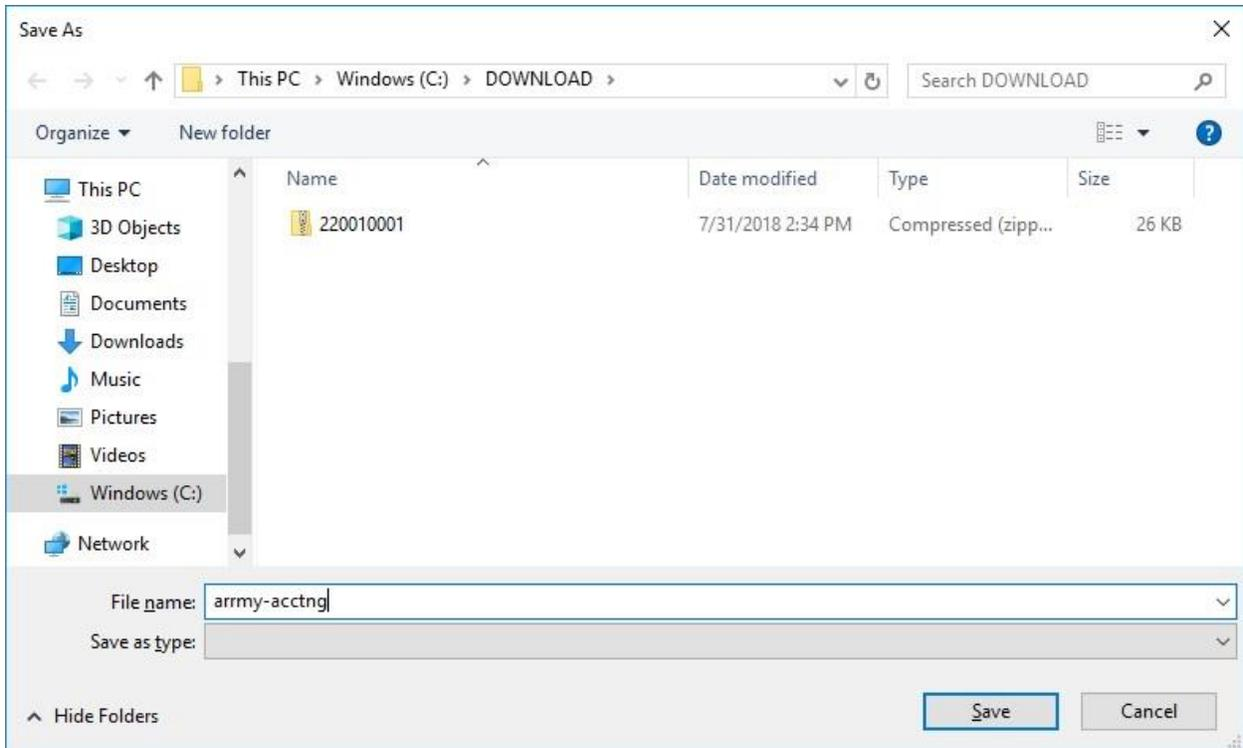 Save As
This PC > Windows (C:) > DOWNLOAD >
Search DOWNLOAD
Organize
New folder
?
Name Date modified Type Size
220010001 7/31/2018 2:34 PM Compressed (zipp... 26 KB
This PC
3D Objects
Desktop
Documents
Downloads
Music
Pictures
Videos
Windows (C:)
Network
File name: arrmy-acctng
Save as type:
Hide Folders
Save
Cancel